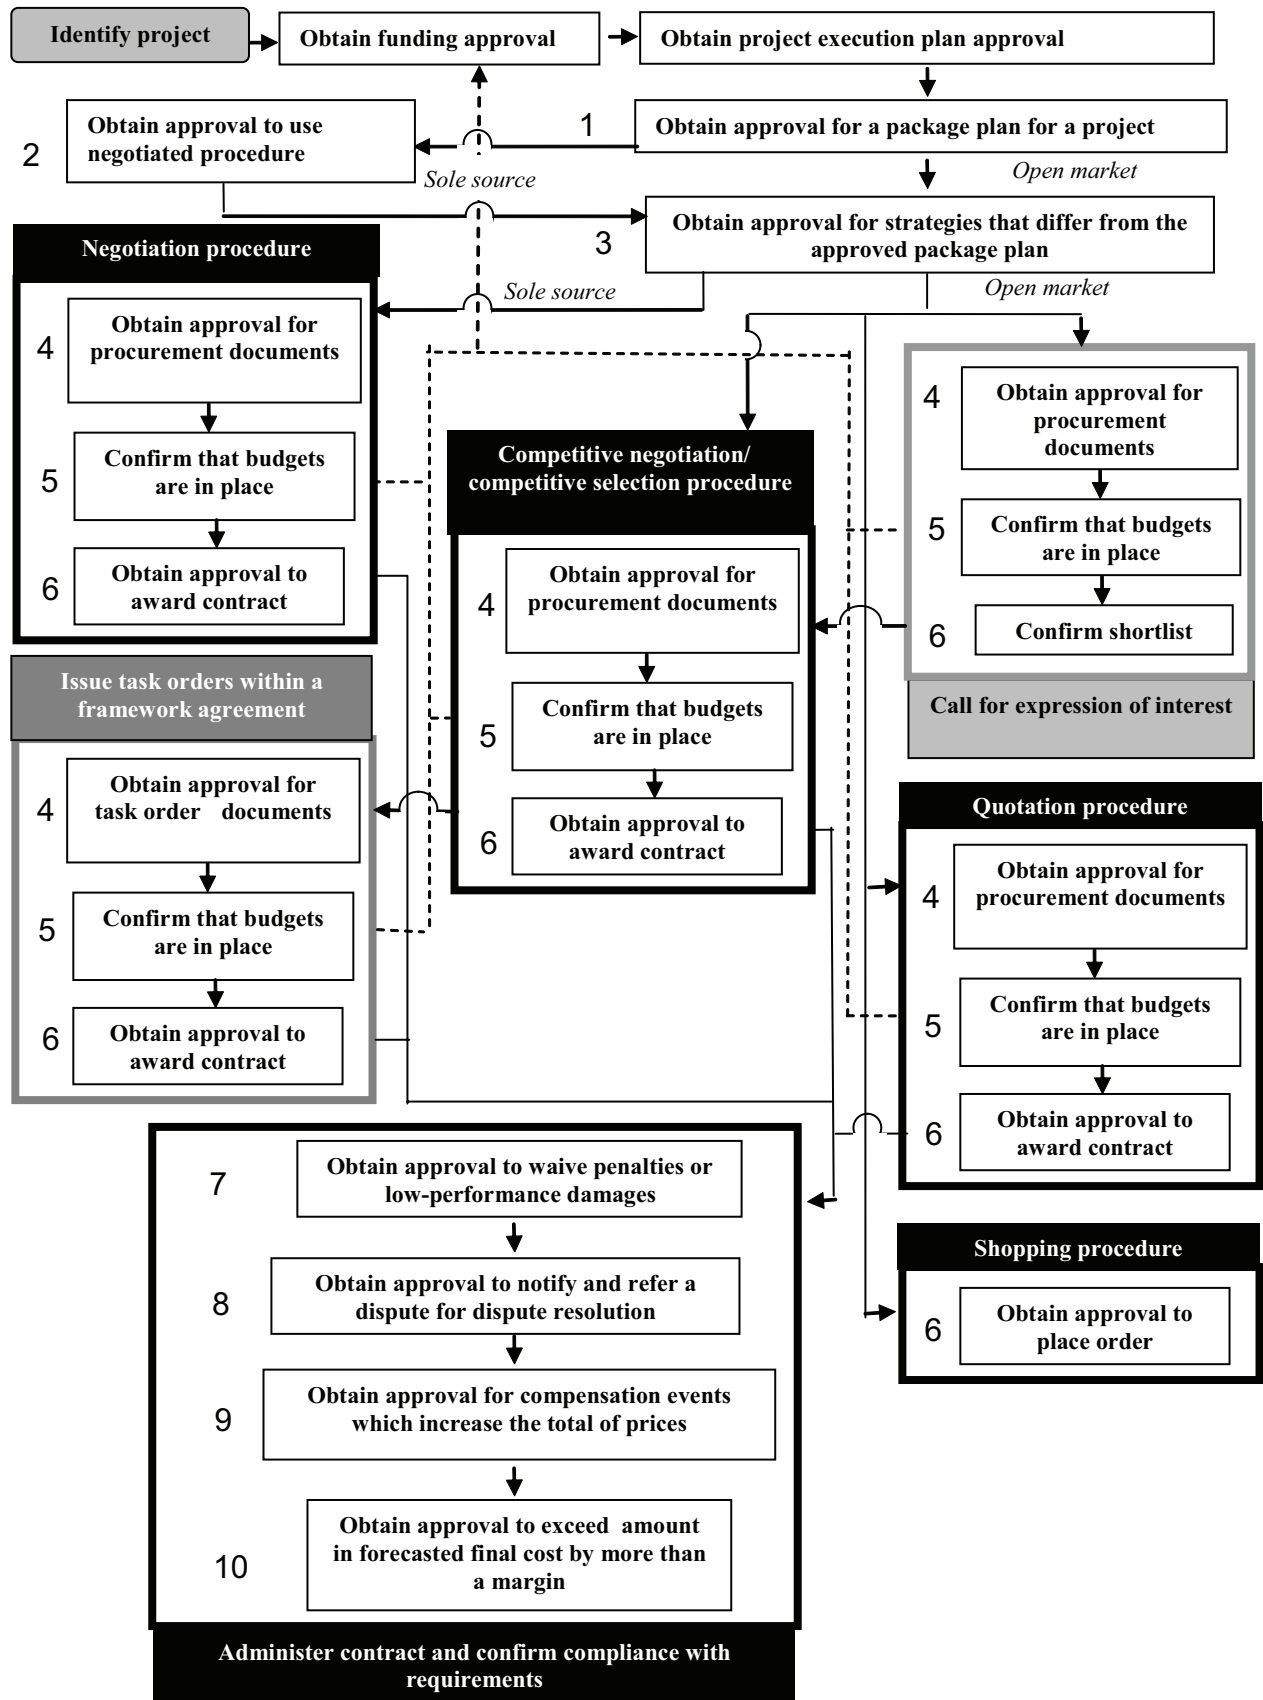 Identify project
Obtain funding approval
Obtain project execution plan approval
2
Obtain approval to use
negotiated procedure
1
Obtain approval for a package plan for a project
Sole source
Open market
3
Obtain approval for strategies that differ from the
approved package plan
Sole source
Open market
Negotiation procedure
4
Obtain approval for
procurement documents
5
Confirm that budgets
are in place
6
Obtain approval to
award contract
Competitive negotiation/
competitive selection procedure
4
Obtain approval for
procurement documents
5
Confirm that budgets
are in place
6
Obtain approval to
award contract
4
Obtain approval for
procurement
documents
5
Confirm that budgets
are in place
6
Confirm shortlist
Call for expression of interest
Issue task orders within a
framework agreement
4
Obtain approval for
task order documents
5
Confirm that budgets
are in place
6
Obtain approval to
award contract
Quotation procedure
4
Obtain approval for
procurement documents
5
Confirm that budgets
are in place
6
Obtain approval to
award contract
Shopping procedure
6
Obtain approval to
place order
7
Obtain approval to waive penalties or
low-performance damages
8
Obtain approval to notify and refer a
dispute for dispute resolution
9
Obtain approval for compensation events
which increase the total of prices
10
Obtain approval to exceed amount
in forecasted final cost by more than
a margin
Administer contract and confirm compliance with
requirements